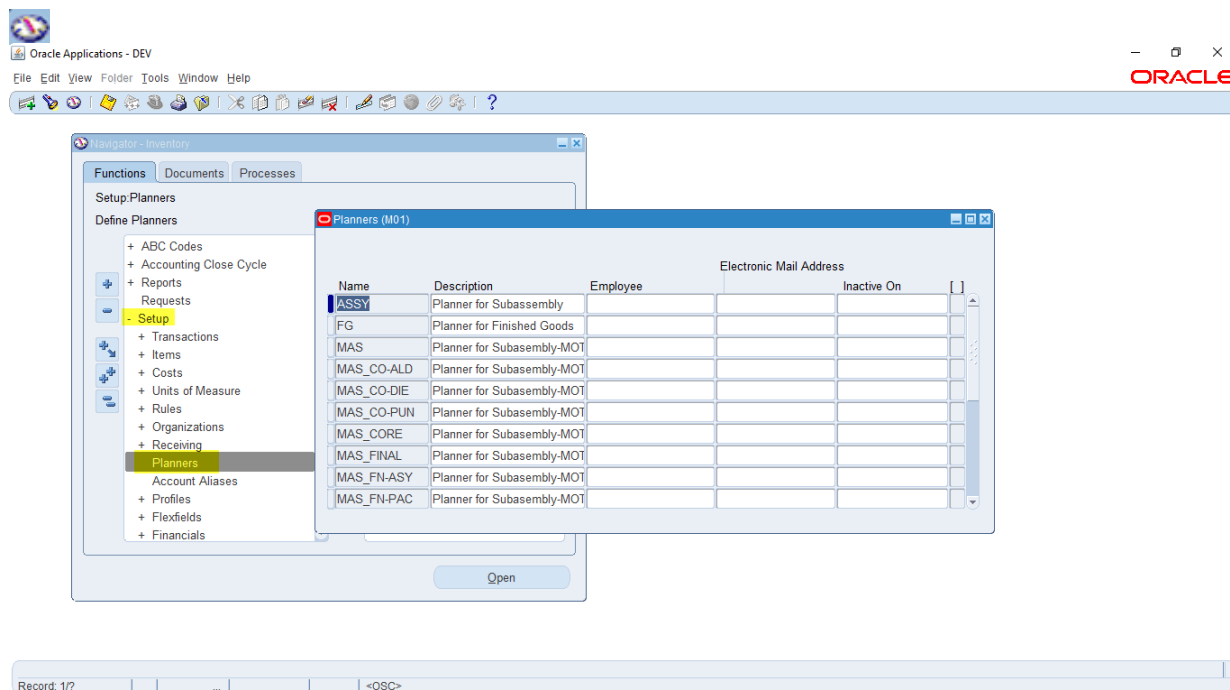 Oracle Applications - DEV
File Edit View Folder Tools Window Help
ORACLE
Navigator - Inventory
Functions Documents Processes
Setup:Planners
Define Planners
+ ABC Codes
+ Accounting Close Cycle
+ Reports
Requests
- Setup
+ Transactions
+ Items
+ Costs
+ Units of Measure
+ Rules
+ Organizations
+ Receiving
Planners
Account Aliases
+ Profiles
+ Flexfields
+ Financials
Open
Planners (M01)
Electronic Mail Address
Name Description Employee Inactive On [ ]
ASSY Planner for Subassembly
FG Planner for Finished Goods
MAS Planner for Subasembly-MOT
MAS_CO-ALD Planner for Subasembly-MOT
MAS_CO-DIE Planner for Subasembly-MOT
MAS_CO-PUN Planner for Subasembly-MOT
MAS_CORE Planner for Subasembly-MOT
MAS_FINAL Planner for Subasembly-MOT
MAS_FN-ASY Planner for Subasembly-MOT
MAS_FN-PAC Planner for Subasembly-MOT
Record: 1/? ... <OSC>